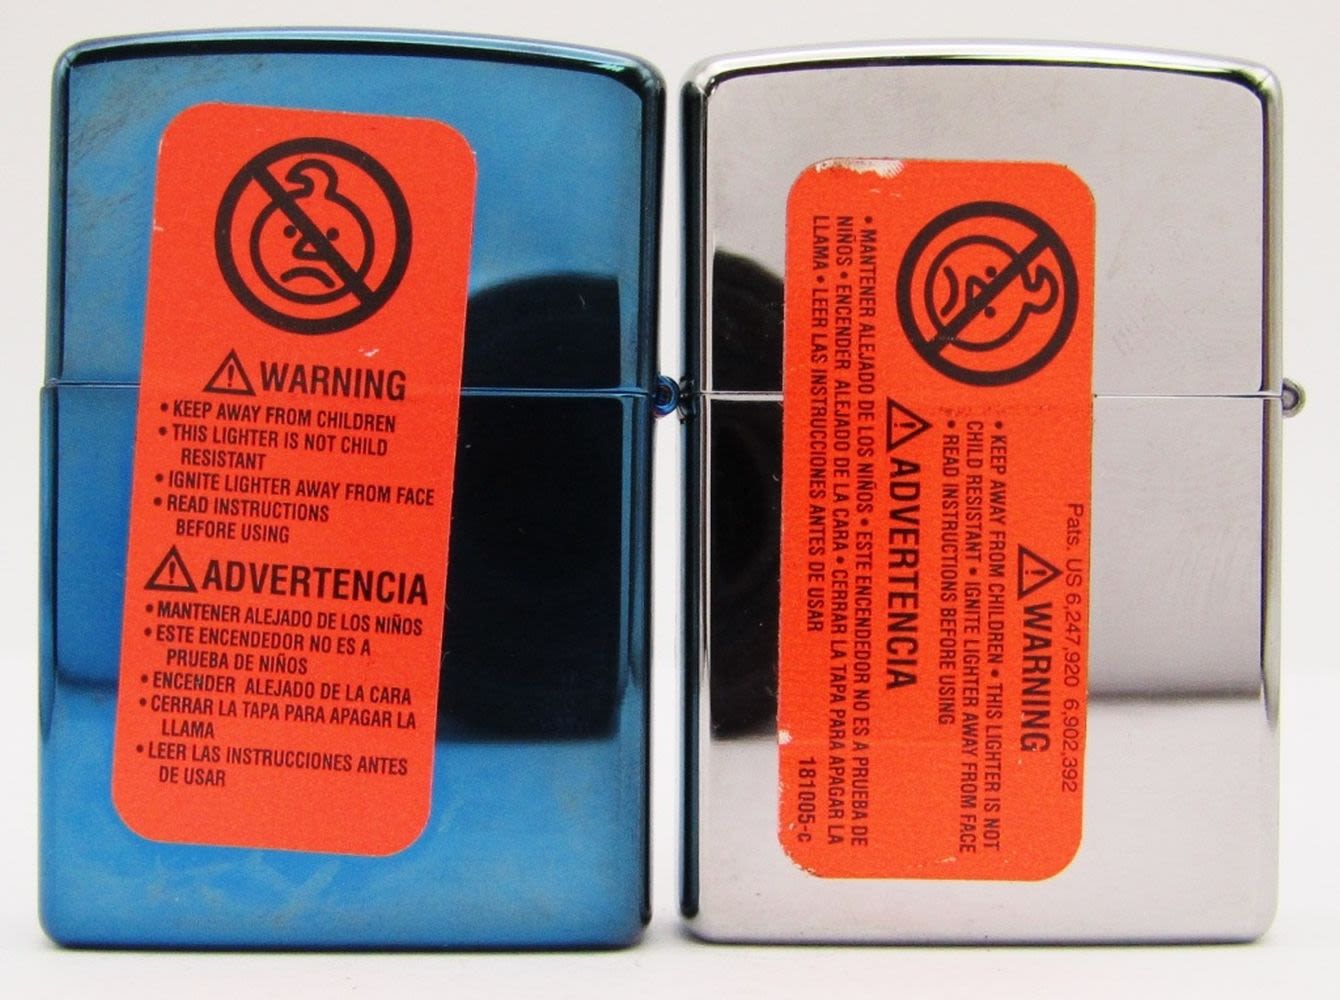 WARNING
• KEEP AWAY FROM CHILDREN
• THIS LIGHTER IS NOT CHILD
RESISTANT
• IGNITE LIGHTER AWAY FROM FACE
• READ INSTRUCTIONS
BEFORE USING
ADVERTENCIA
• MANTENER ALEJADO DE LOS NIÑOS
• ESTE ENCENDEDOR NO ES A
PRUEBA DE NIÑOS
• ENCENDER ALEJADO DE LA CARA
• CERRAR LA TAPA PARA APAGAR LA
LLAMA
• LEER LAS INSTRUCCIONES ANTES
DE USAR
Pats. US 6,247,920 6,902,392
WARNING
• KEEP AWAY FROM CHILDREN • THIS LIGHTER IS NOT
CHILD RESISTANT • IGNITE LIGHTER AWAY FROM FACE
• READ INSTRUCTIONS BEFORE USING
ADVERTENCIA
• MANTENER ALEJADO DE LOS NIÑOS • ESTE ENCENDEDOR NO ES A PRUEBA DE
NIÑOS • ENCENDER ALEJADO DE LA CARA • CERRAR LA TAPA PARA APAGAR LA
LLAMA • LEER LAS INSTRUCCIONES ANTES DE USAR
181005-c